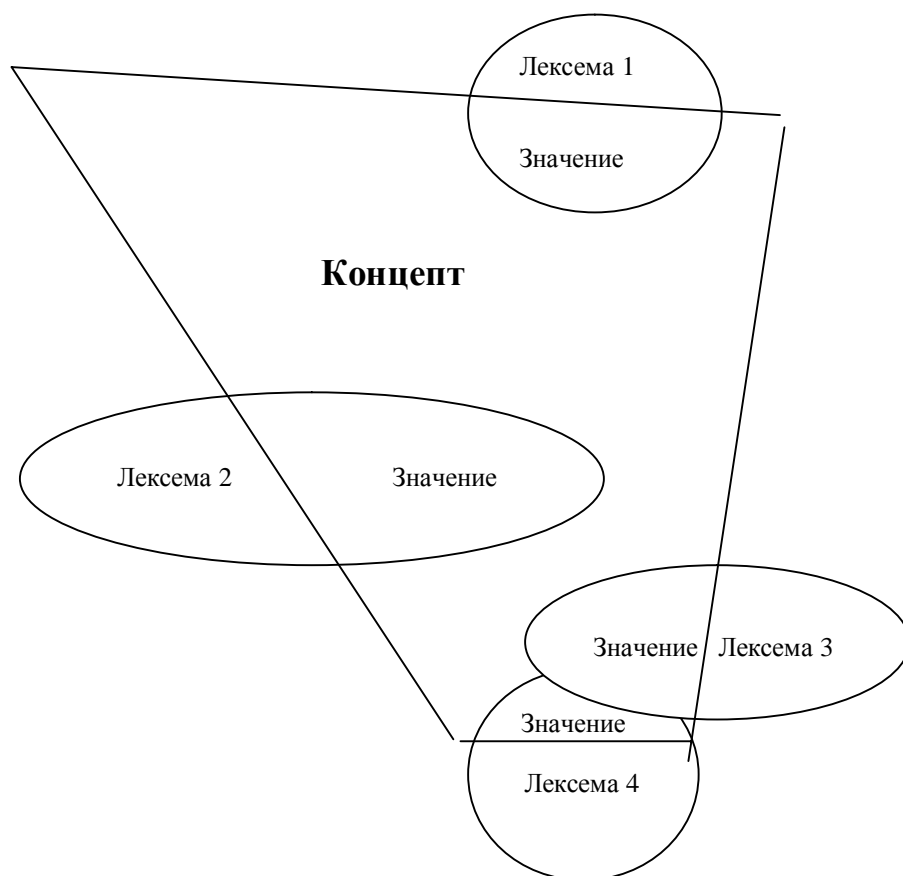 Лексема 1
Значение
Концепт
Лексема 2 Значение
Значение Лексема 3
Значение
Лексема 4